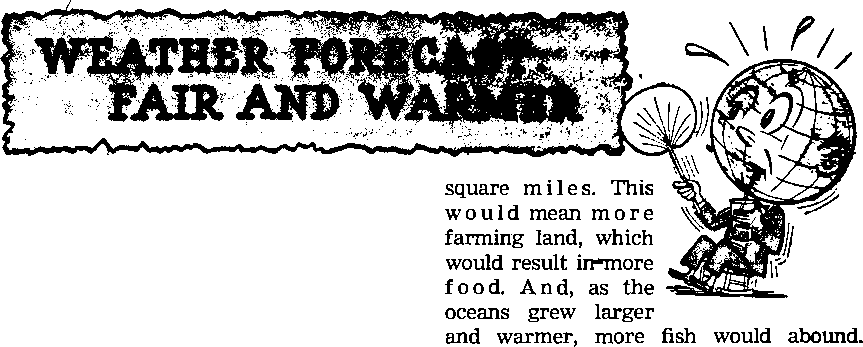 WEATHER FORECAST:
FAIR AND WARMER
square miles. This
would mean more
farming land, which
would result in more
food. And, as the
oceans grew larger
and warmer, more fish would abound.